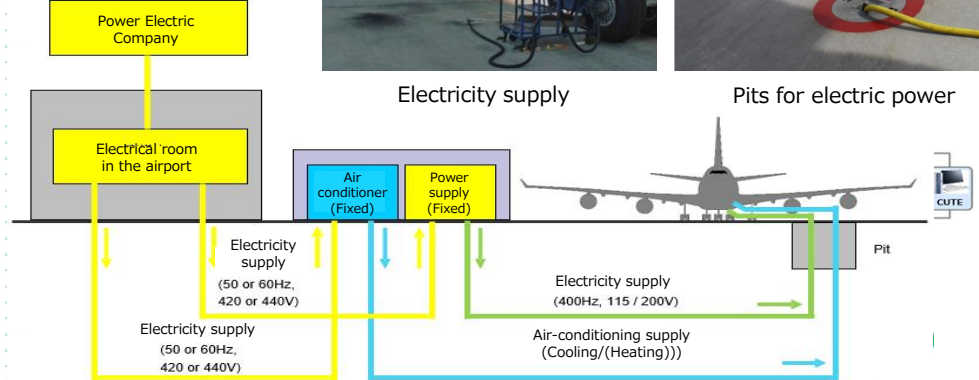 Power Electric
Company
Electricity supply
Pits for electric power
Electrical room
in the airport
Air
conditioner
(Fixed)
Power
supply
(Fixed)
CUTE
Pit
Electricity
supply
(50 or 60Hz,
420 or 440V)
Electricity supply
(400Hz, 115 / 200V)
Electricity supply
(50 or 60Hz,
420 or 440V)
Air-conditioning supply
(Cooling/(Heating)))